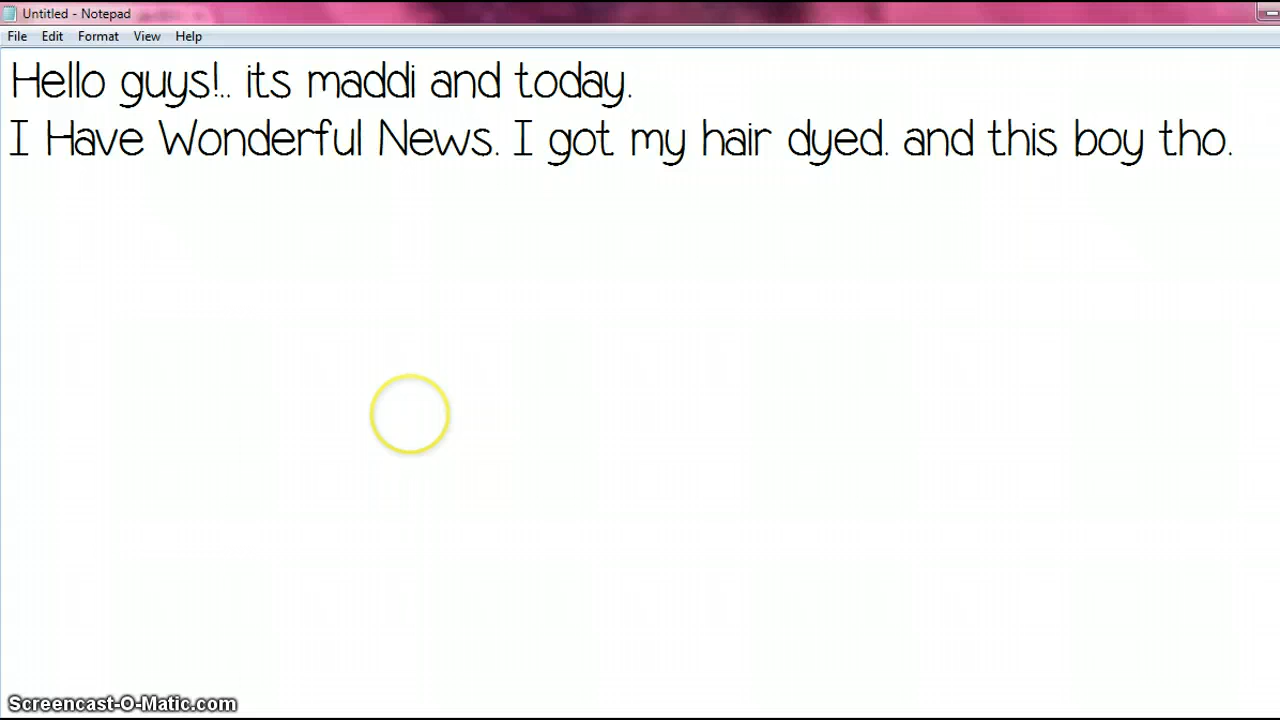 Untitled - Notepad
File Edit Format View Help
Hello guys!.. its maddi and today.
I Have Wonderful News. I got my hair dyed. and this boy tho.
Screencast-O-Matic.com